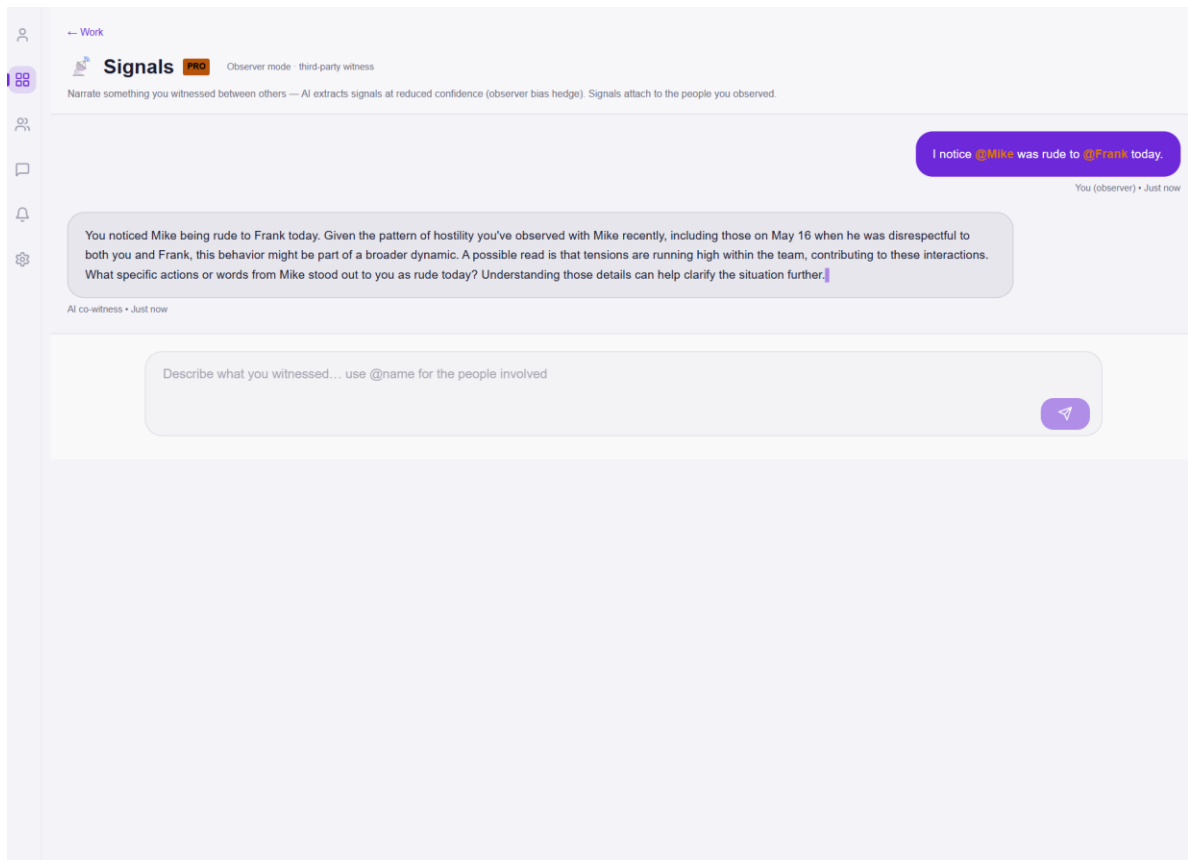 ← Work
Signals PRO Observer mode · third-party witness
Narrate something you witnessed between others — AI extracts signals at reduced confidence (observer bias hedge). Signals attach to the people you observed.
I notice @Mike was rude to @Frank today.
You (observer) • Just now
You noticed Mike being rude to Frank today. Given the pattern of hostility you've observed with Mike recently, including those on May 16 when he was disrespectful to
both you and Frank, this behavior might be part of a broader dynamic. A possible read is that tensions are running high within the team, contributing to these interactions.
What specific actions or words from Mike stood out to you as rude today? Understanding those details can help clarify the situation further.
AI co-witness • Just now
Describe what you witnessed… use @name for the people involved